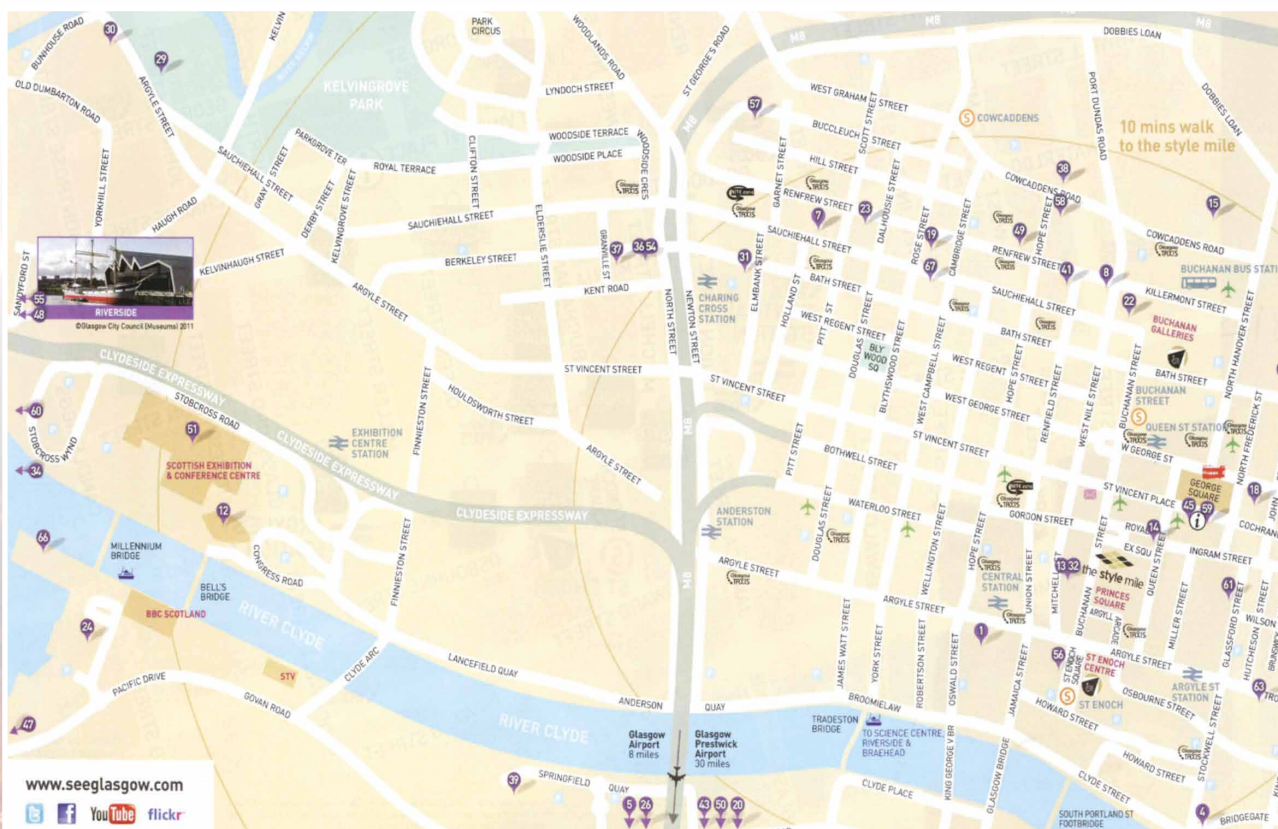 BUNHOUSE ROAD
30
29
OLD DUMBARTON ROAD
ARGYLE STREET
KELVINGROVE
PARK
PARK
CIRCUS
WOODLANDS ROAD
ST GEORGE'S ROAD
M8
M8
DOBBIES LOAN
DOBBIES LOAN
PORT DUNDAS ROAD
LYNDOCH STREET
WOODSIDE TERRACE
WOODSIDE PLACE
WOODSIDE CRES
CLIFTON STREET
ROYAL TERRACE
PARKGROVE TER
SAUCHIEHALL STREET
GRAY STREET
DERBY STREET
KELVINGROVE STREET
YORKHILL STREET
HAUGH ROAD
M8
57
WEST GRAHAM STREET
BUCCLEUCH STREET
SCOTT STREET
S COWCADDENS
10 mins walk
to the style mile
HILL STREET
GARNET STREET
RENFREW STREET
7
23
DALHOUSIE STREET
ROSE STREET
19
CAMBRIDGE STREET
38
COWCADDENS ROAD
58
15
49
HOPE STREET
COWCADDENS ROAD
SAUCHIEHALL STREET
ELDERSLIE STREET
GRANVILLE ST
37
36
54
BERKELEY STREET
KENT ROAD
KELVINHAUGH STREET
ARGYLE STREET
SANDYFORD ST
55
48
RIVERSIDE
©Glasgow City Council (Museums) 2011
NORTH STREET
NEWTON STREET
CHARING
CROSS
STATION
31
ELMBANK STREET
SAUCHIEHALL STREET
BATH STREET
HOLLAND ST
PITT ST
WEST REGENT STREET
67
RENFREW STREET
41
8
BUCHANAN BUS STATI
KILLERMONT STREET
22
SAUCHIEHALL STREET
BATH STREET
BUCHANAN
GALLERIES
NORTH HANOVER STREET
BLY
WOOD
SQ
DOUGLAS STREET
BLYTHSWOOD STREET
WEST CAMPBELL STREET
HOPE STREET
WEST REGENT STREET
RENFIELD STREET
WEST NILE STREET
BUCHANAN STREET
BATH STREET
BUCHANAN
STREET
S
QUEEN ST STATION
W GEORGE ST
NORTH FREDERICK ST
WEST GEORGE STREET
CLYDESIDE EXPRESSWAY
ST VINCENT STREET
ST VINCENT STREET
ST VINCENT STREET
M8
60
STOBCROSS WYND
STOBCROSS ROAD
51
SCOTTISH EXHIBITION
& CONFERENCE CENTRE
EXHIBITION
CENTRE
STATION
CLYDESIDE EXPRESSWAY
FINNIESTON STREET
HOULDSWORTH STREET
ARGYLE STREET
34
PITT STREET
BOTHWELL STREET
WATERLOO STREET
GORDON STREET
ST VINCENT PLACE
GEORGE
SQUARE
45
59
i
18
14
COCHRAN
INGRAM STREET
EX SQU
12
CLYDESIDE EXPRESSWAY
ANDERSTON
STATION
DOUGLAS STREET
WELLINGTON STREET
HOPE STREET
CENTRAL
STATION
UNION STREET
MITCHELL ST
13
32
the style mile
PRINCES
SQUARE
BUCHANAN STREET
QUEEN STREET
MILLER STREET
61
GLASSFORD STREET
HUTCHESON STREET
WILSON
66
MILLENNIUM
BRIDGE
BELL'S
BRIDGE
CONGRESS ROAD
FINNIESTON STREET
M8
ARGYLE STREET
ARGYLE STREET
ARGYLL
ARCADE
ARGYLE STREET
BBC SCOTLAND
RIVER CLYDE
24
STV
CLYDE ARC
LANCEFIELD QUAY
ANDERSON
QUAY
PACIFIC DRIVE
GOVAN ROAD
47
JAMES WATT STREET
YORK STREET
ROBERTSON STREET
OSWALD STREET
1
JAMAICA STREET
56
ST ENOCH
SQUARE
ST ENOCH
CENTRE
S
ST ENOCH
OSBOURNE STREET
ARGYLE ST
STATION
63
HOWARD STREET
HOWARD STREET
STOCKWELL STREET
BROOMIELAW
TRADESTON
BRIDGE
TO SCIENCE CENTRE,
RIVERSIDE &
BRAEHEAD
KING GEORGE V BR
GLASGOW BRIDGE
CLYDE STREET
CLYDE PLACE
SOUTH PORTLAND ST
FOOTBRIDGE
4
BRIDGEGATE
RIVER CLYDE
Glasgow
Airport
8 miles
Glasgow
Prestwick
Airport
30 miles
39
SPRINGFIELD
QUAY
5
26
43
50
20
www.seeglasgow.com
YouTube
flickr